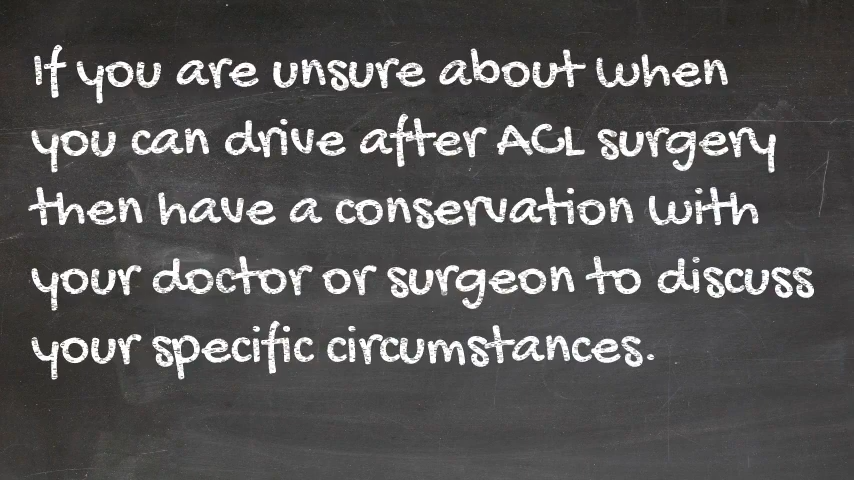 If you are unsure about when
you can drive after ACL surgery
then have a conservation with
your doctor or surgeon to discuss
your specific circumstances.